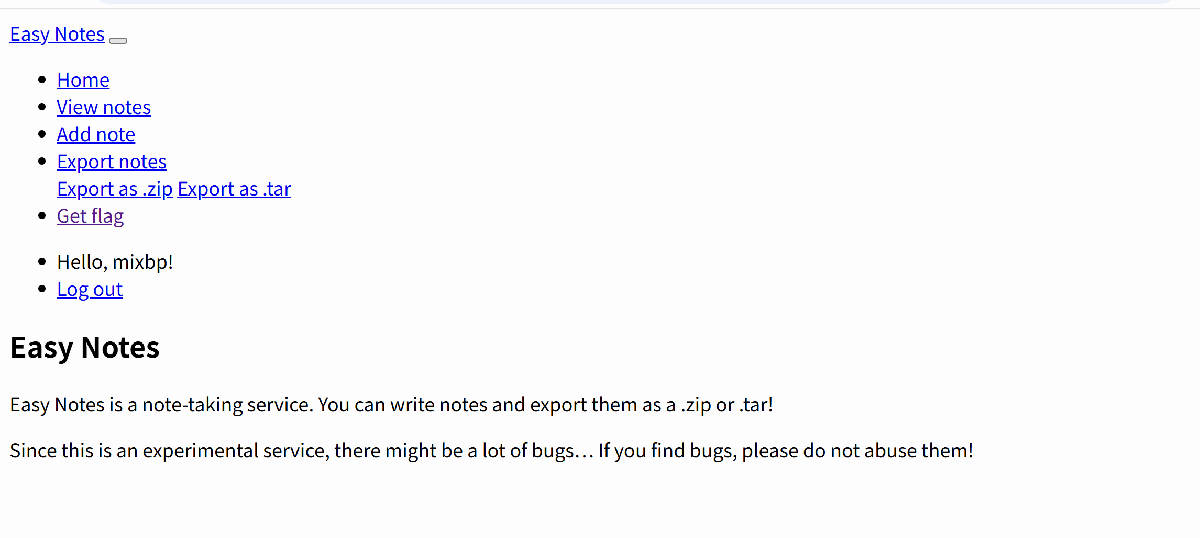 Easy Notes
Home
View notes
Add note
Export notes
Export as .zip Export as .tar
Get flag
Hello, mixbp!
Log out
Easy Notes
Easy Notes is a note-taking service. You can write notes and export them as a .zip or .tar!
Since this is an experimental service, there might be a lot of bugs… If you find bugs, please do not abuse them!